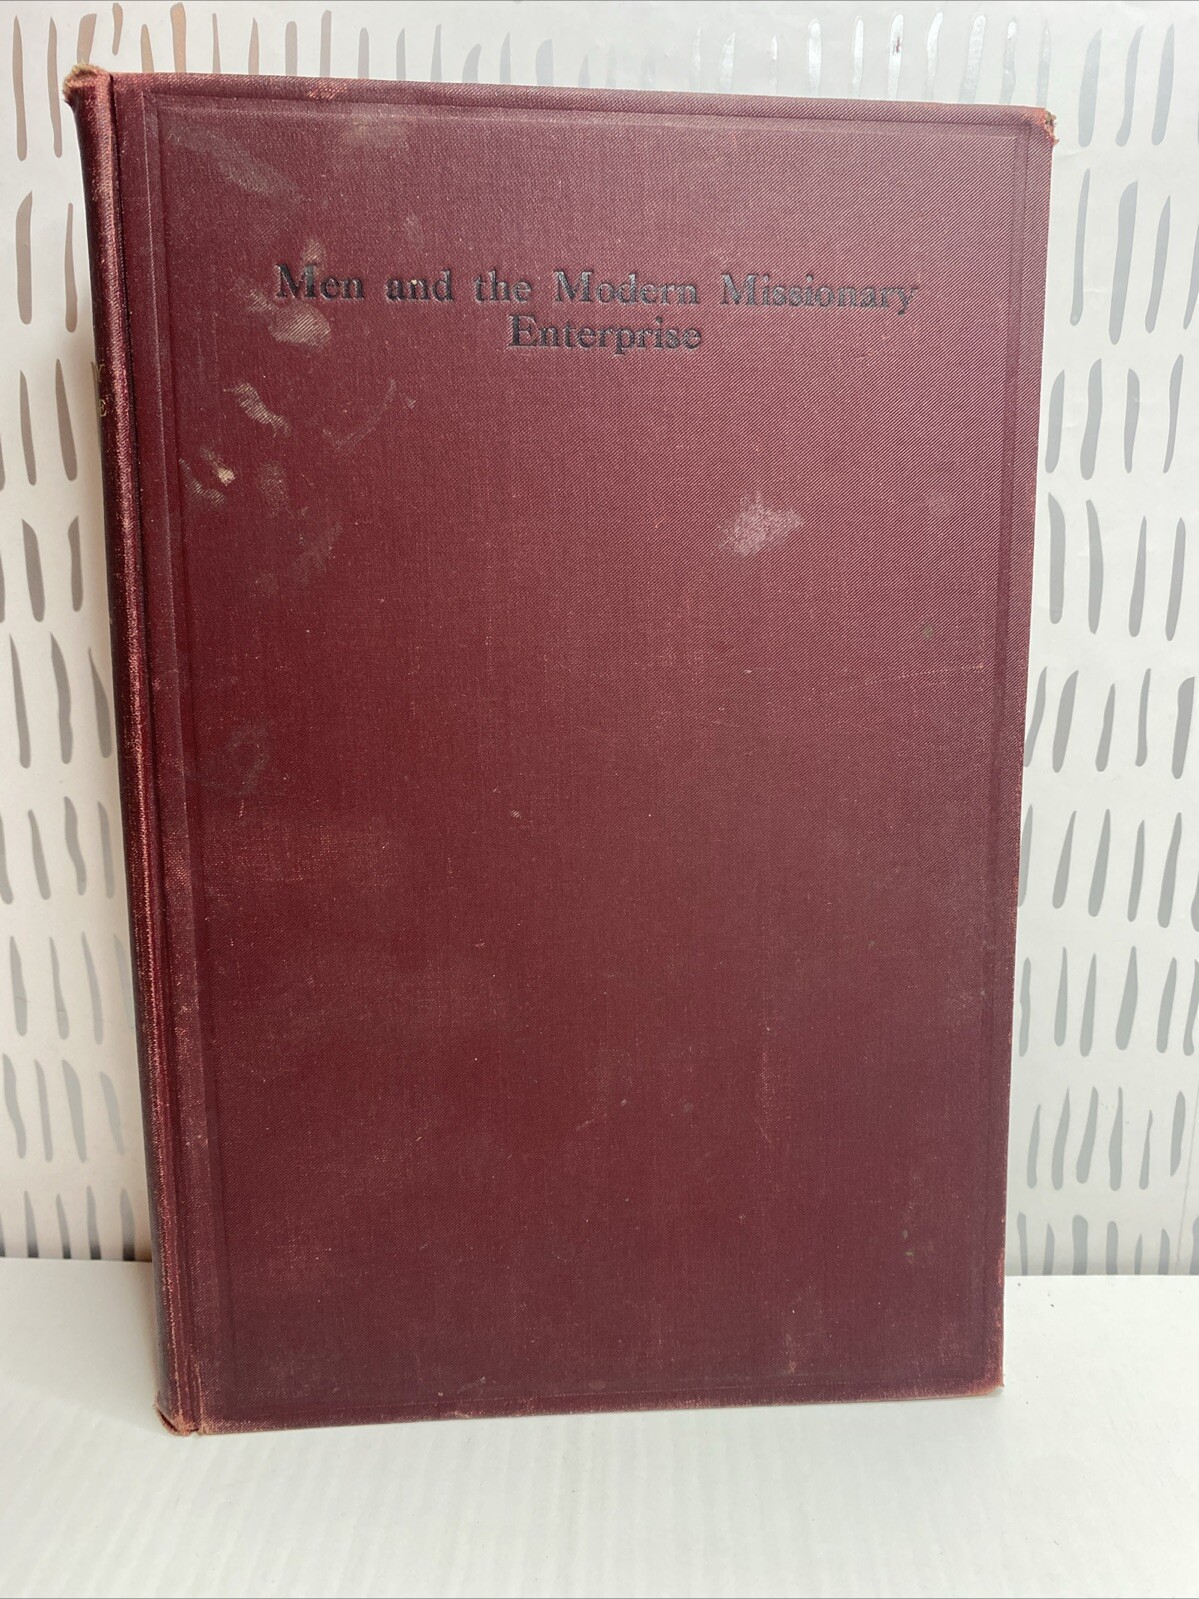 Men and the Modern Missionary
Enterprise
Y
E